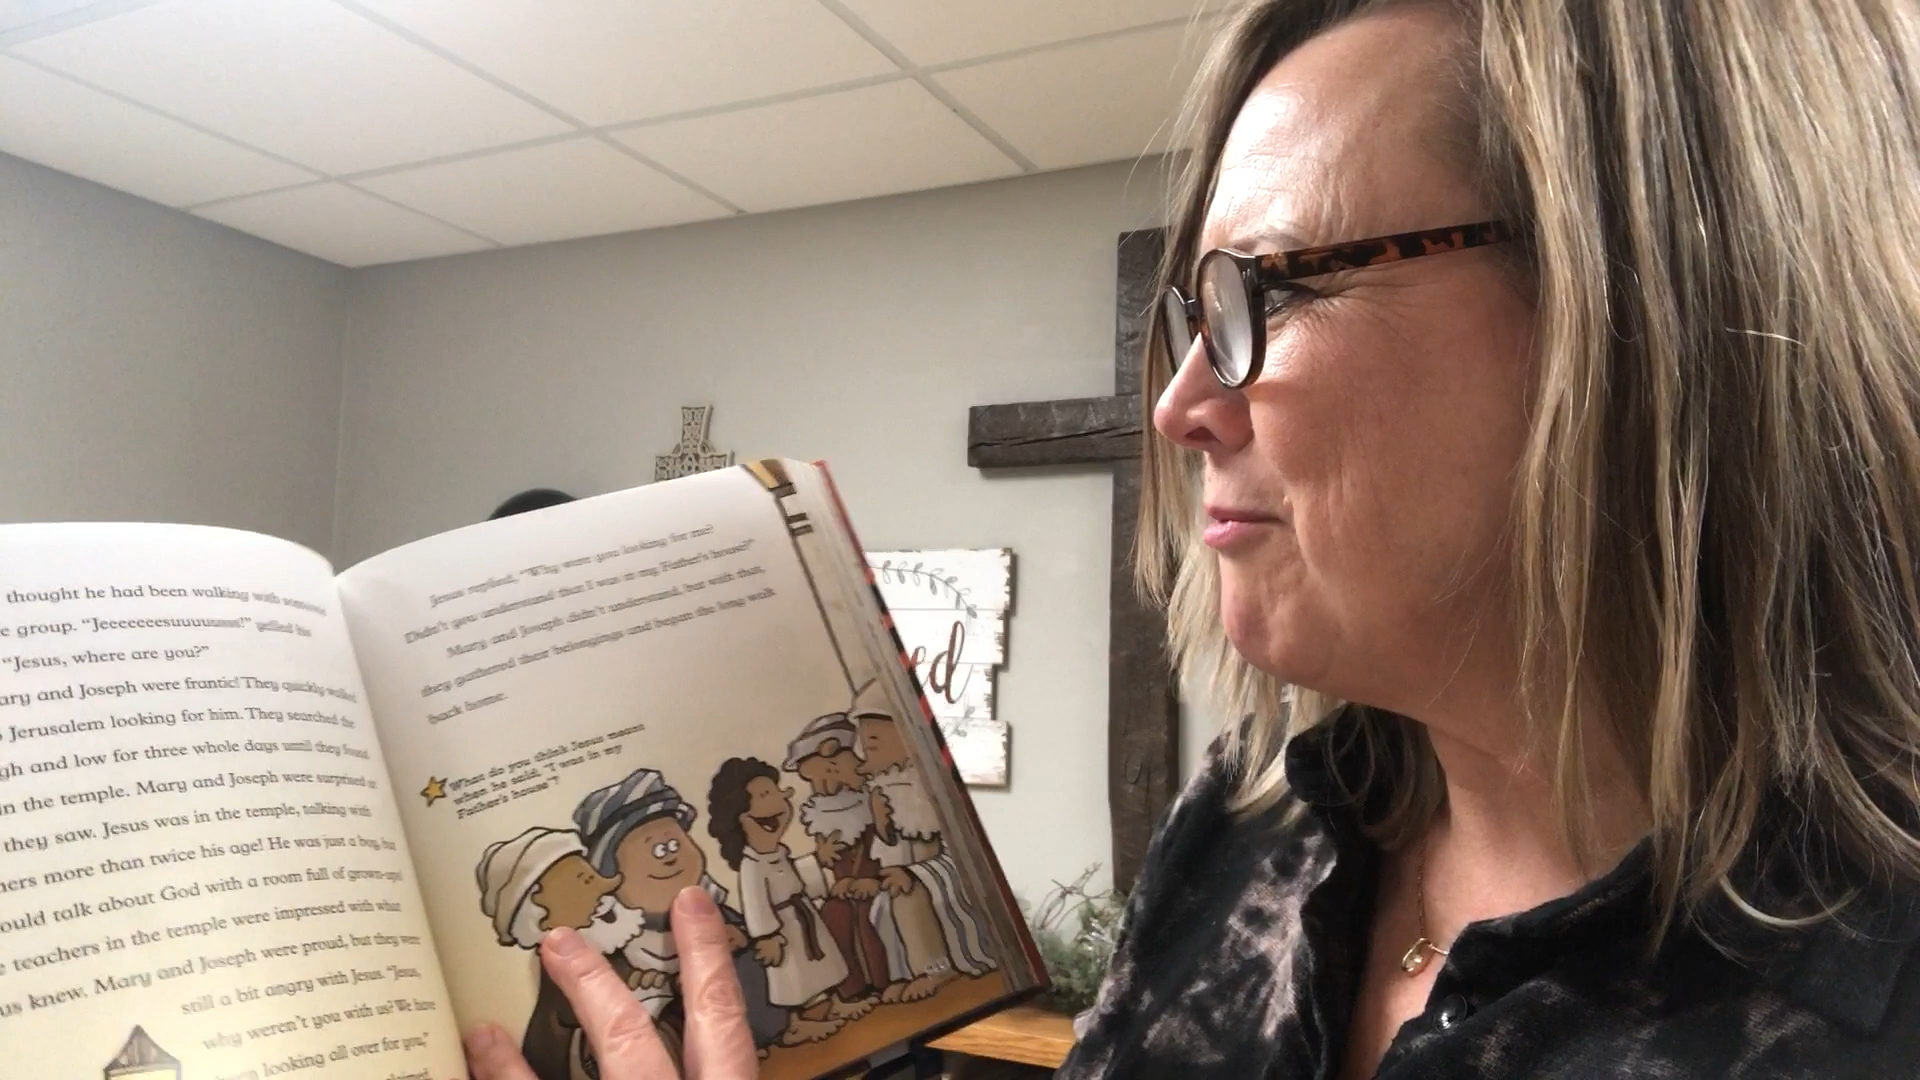 thought he had been walking with someone
e group. “Jeeeeeeesuuuuusss!” yelled his
“Jesus, where are you?”
ary and Joseph were frantic! They quickly walked
Jerusalem looking for him. They searched the
gh and low for three whole days until they found
in the temple. Mary and Joseph were surprised at
they saw. Jesus was in the temple, talking with
hers more than twice his age! He was just a boy, but
ould talk about God with a room full of grown-ups!
e teachers in the temple were impressed with what
us knew. Mary and Joseph were proud, but they were
still a bit angry with Jesus. “Jesus,
why weren’t you with us? We have
been looking all over for you,”
Jesus replied, “Why were you looking for me?
Didn’t you understand that I was at my Father’s house?”
Mary and Joseph didn’t understand, but with that,
they gathered their belongings and began the long walk
back home.
What do you think Jesus meant
when he said, “I was in my
Father’s house”?
ed